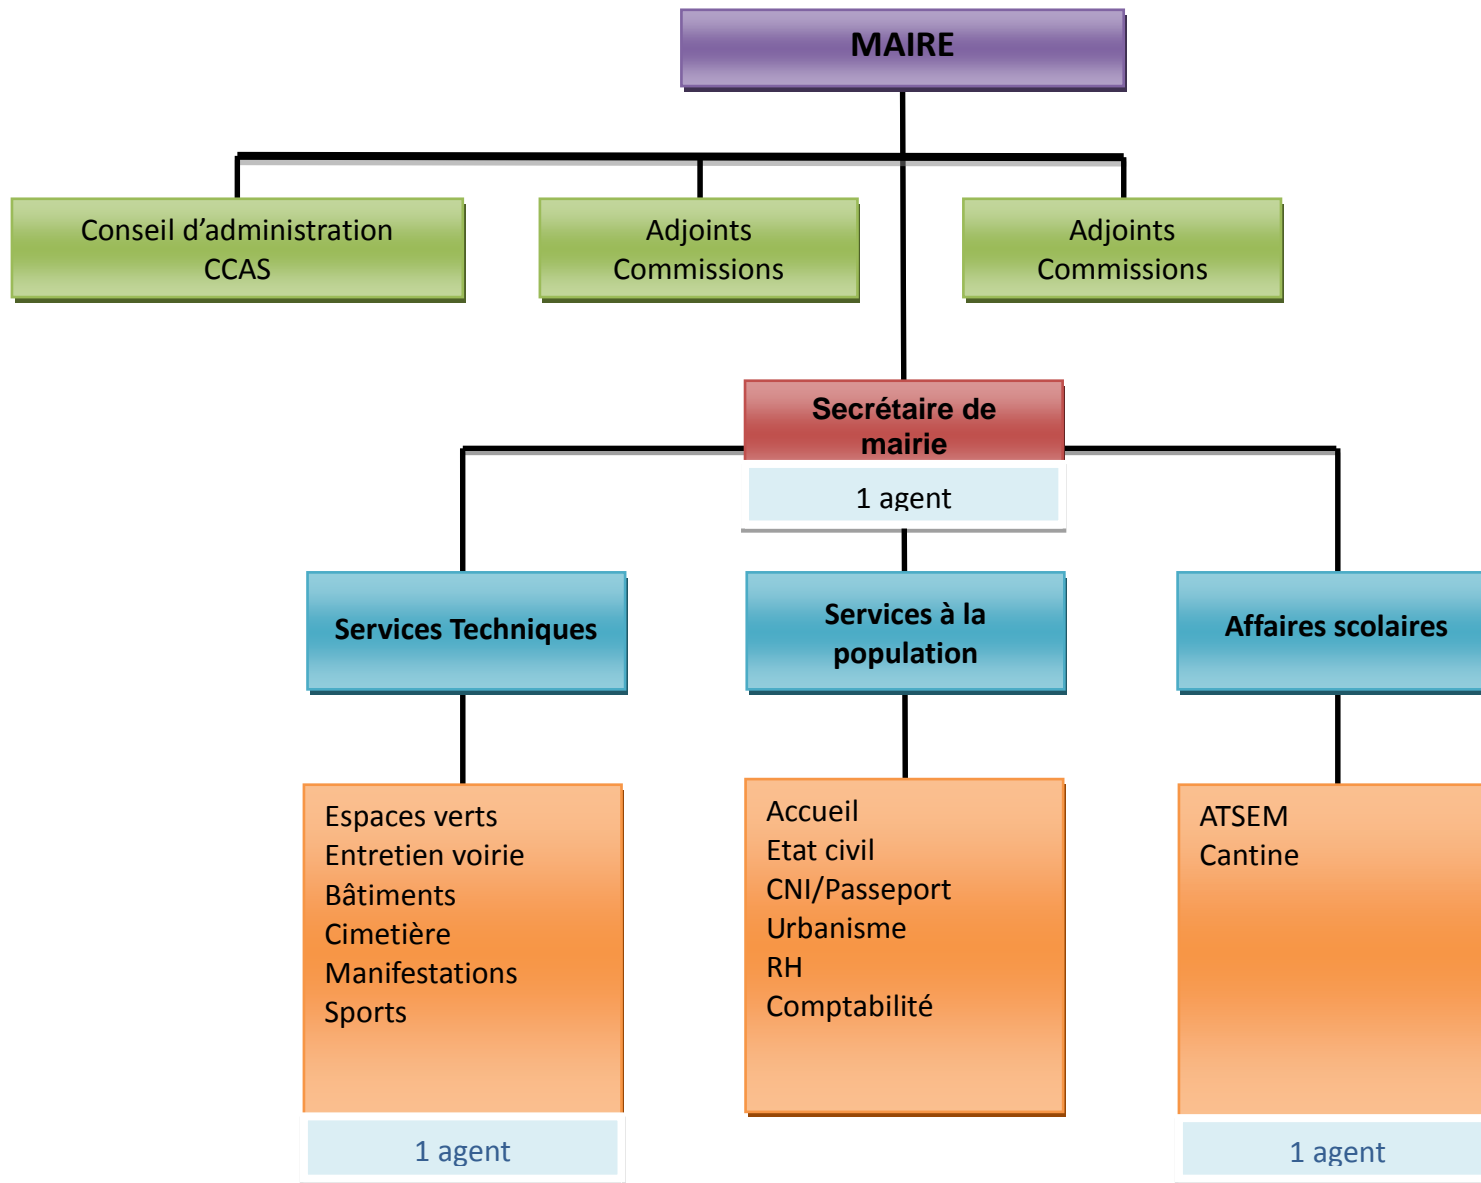 MAIRE
Conseil d’administration
CCAS
Adjoints
Commissions
Adjoints
Commissions
Secrétaire de
mairie
1 agent
Services Techniques
Services à la
population
Affaires scolaires
Espaces verts
Entretien voirie
Bâtiments
Cimetière
Manifestations
Sports
1 agent
Accueil
Etat civil
CNI/Passeport
Urbanisme
RH
Comptabilité
ATSEM
Cantine
1 agent